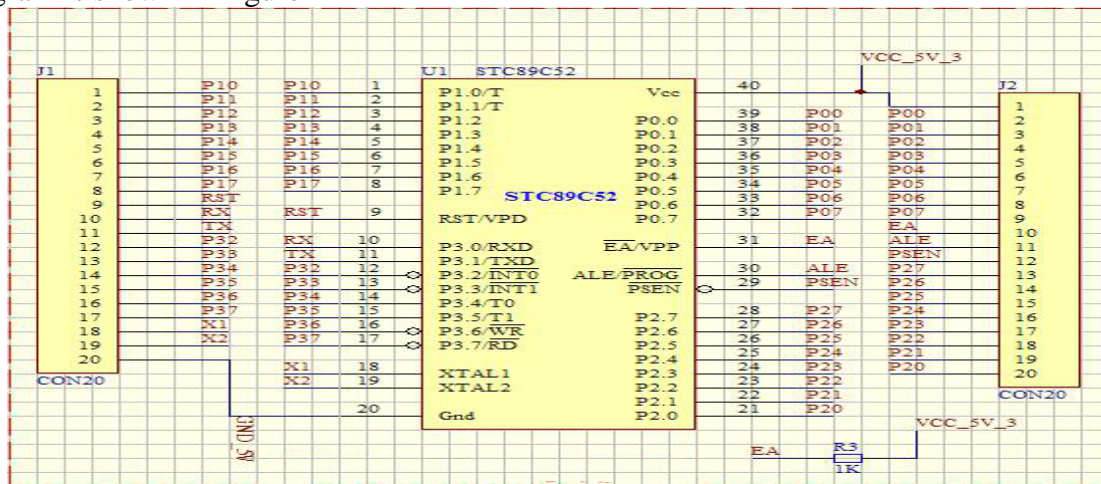 VCC_5V_3
J1 U1 STC89C52 J2
1 P10 P10 1 P1.0/T Vcc 40 1
2 P11 P11 2 P1.1/T P0.0 39 P00 P00 2
3 P12 P12 3 P1.2 P0.1 38 P01 P01 3
4 P13 P13 4 P1.3 P0.2 37 P02 P02 4
5 P14 P14 5 P1.4 P0.3 36 P03 P03 5
6 P15 P15 6 P1.5 P0.4 35 P04 P04 6
7 P16 P16 7 P1.6 P0.5 34 P05 P05 7
8 P17 P17 8 P1.7 P0.6 33 P06 P06 8
STC89C52
9 RST RST 9 RST/VPD P0.7 32 P07 P07 9
10 RX RX 10 P3.0/RXD EA/VPP 31 EA EA 10
11 TX TX 11 P3.1/TXD ALE 11
12 P32 P32 12 P3.2/INT0 ALE/PROG 30 ALE PSEN 12
13 P33 P33 13 P3.3/INT1 PSEN 29 PSEN P27 13
14 P34 P34 14 P3.4/T0 P26 14
15 P35 P35 15 P3.5/T1 P2.7 28 P27 P25 15
16 P36 P36 16 P3.6/WR P2.6 27 P26 P24 16
17 P37 P37 17 P3.7/RD P2.5 26 P25 P23 17
18 X1 X1 18 XTAL1 P2.4 25 P24 P22 18
19 X2 X2 19 XTAL2 P2.3 24 P23 P21 19
20 P2.2 23 P22 P20 20
P2.1 22 P21
20 Gnd P2.0 21 P20
CON20 CON20
GND_5V
VCC_5V_3
EA R3
1K